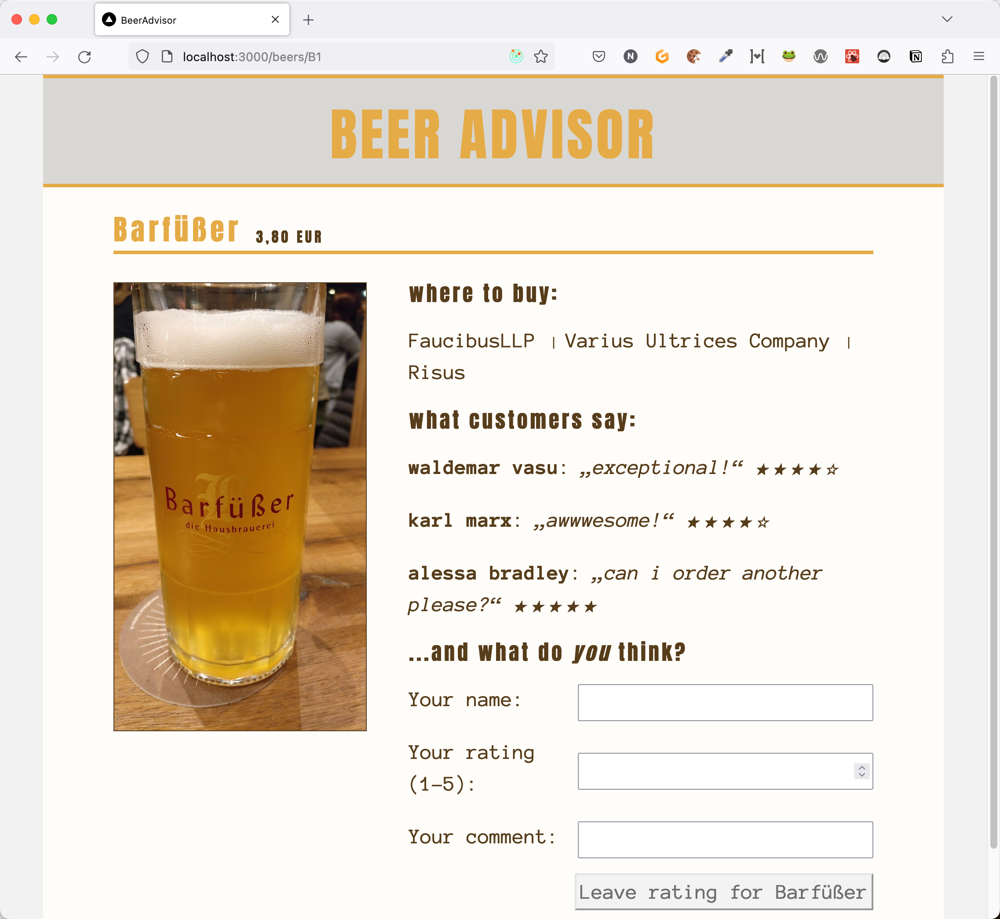 BeerAdvisor
localhost:3000/beers/B1
BEER ADVISOR
Barfüßer 3,80 EUR
where to buy:
FaucibusLLP | Varius Ultrices Company |
Risus
what customers say:
waldemar vasu: „exceptional!“ ★★★★☆
karl marx: „awwwesome!“ ★★★★☆
alessa bradley: „can i order another
please?“ ★★★★★
...and what do you think?
Your name:
Your rating
(1-5):
Your comment:
Leave rating for Barfüßer
Barfüßer
die Hausbrauerei